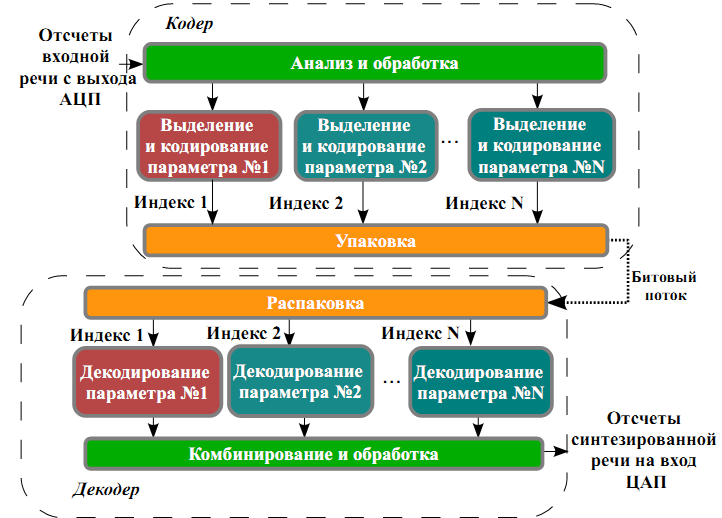 Кодер
Отсчеты
входной
речи с выхода
АЦП
Анализ и обработка
Выделение
и кодирование
параметра №1
Выделение
и кодирование
параметра №2
...
Выделение
и кодирование
параметра №N
Индекс 1
Индекс 2
Индекс N
Упаковка
Битовый
поток
Распаковка
Индекс 1
Индекс 2
Индекс N
Декодирование
параметра №1
Декодирование
параметра №2
...
Декодирование
параметра №N
Комбинирование и обработка
Отсчеты
синтезированной
речи на вход
ЦАП
Декодер